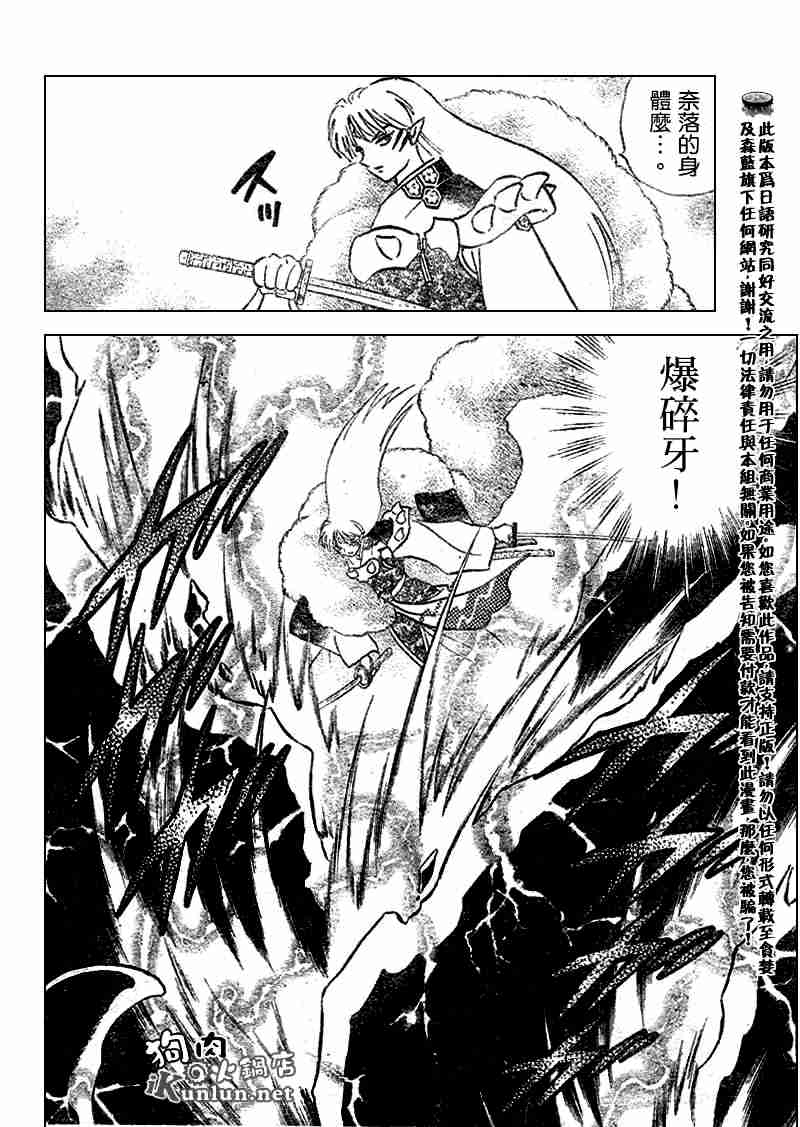 奈落的身
體麼…。
スッ
爆碎牙！
此版本爲日語研究同好交流之用，請勿用于任何商業用途，如您喜歡此作品，請支持正版！請勿以任何形式轉載至貪婪
及森藍旗下任何網站，謝謝！一切法律責任與本組無關，如果您被告知需要付款才能看到此漫畫，那麽，您被騙了！
狗肉
火鍋店
iKunlun.net